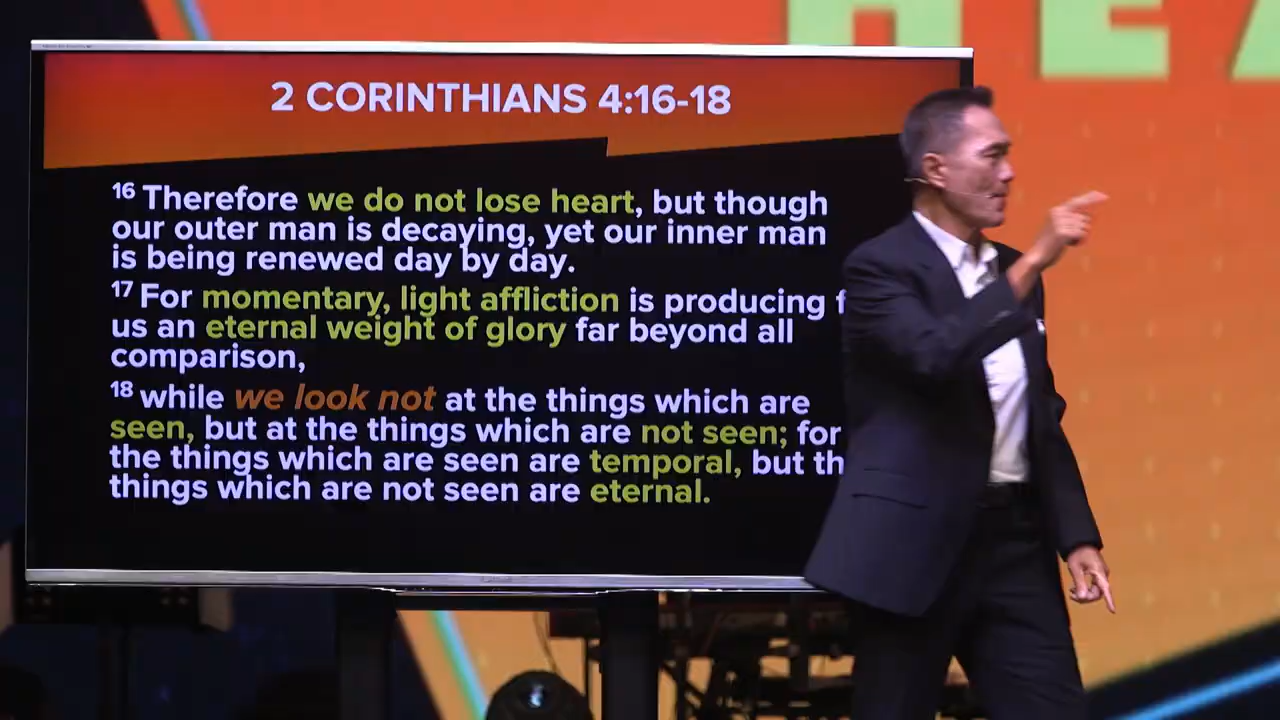 HEA
2 CORINTHIANS 4:16-18
16 Therefore we do not lose heart, but though
our outer man is decaying, yet our inner man
is being renewed day by day.
17 For momentary, light affliction is producing f
us an eternal weight of glory far beyond all
comparison,
18 while we look not at the things which are
seen, but at the things which are not seen; for
the things which are seen are temporal, but th
things which are not seen are eternal.